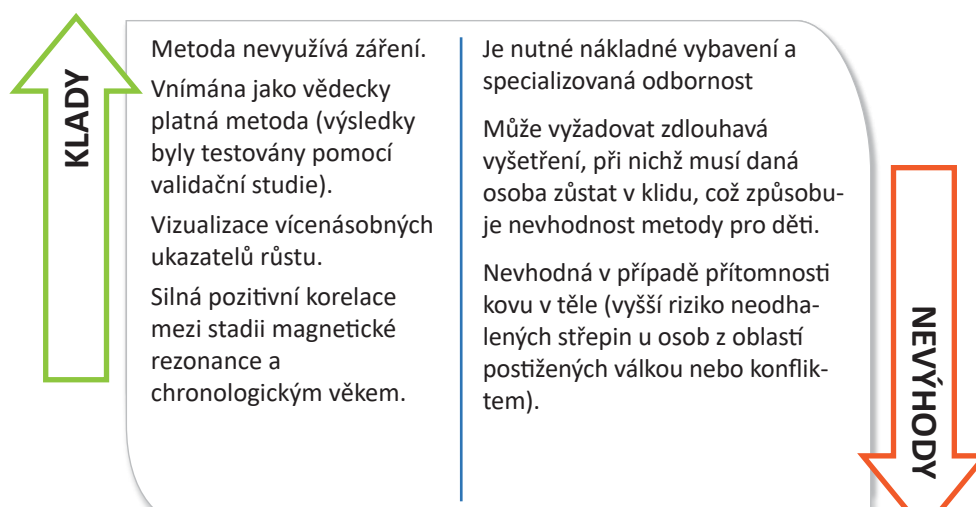 KLADY
Metoda nevyužívá záření.
Vnímána jako vědecky
platná metoda (výsledky
byly testovány pomocí
validační studie).
Vizualizace vícenásobných
ukazatelů růstu.
Silná pozitivní korelace
mezi stadii magnetické
rezonance a
chronologickým věkem.
Je nutné nákladné vybavení a
specializovaná odbornost
Může vyžadovat zdlouhavá
vyšetření, při nichž musí daná
osoba zůstat v klidu, což způsobu-
je nevhodnost metody pro děti.
Nevhodná v případě přítomnosti
kovu v těle (vyšší riziko neodha-
lených střepin u osob z oblastí
postižených válkou nebo konflik-
tem).
NEVÝHODY